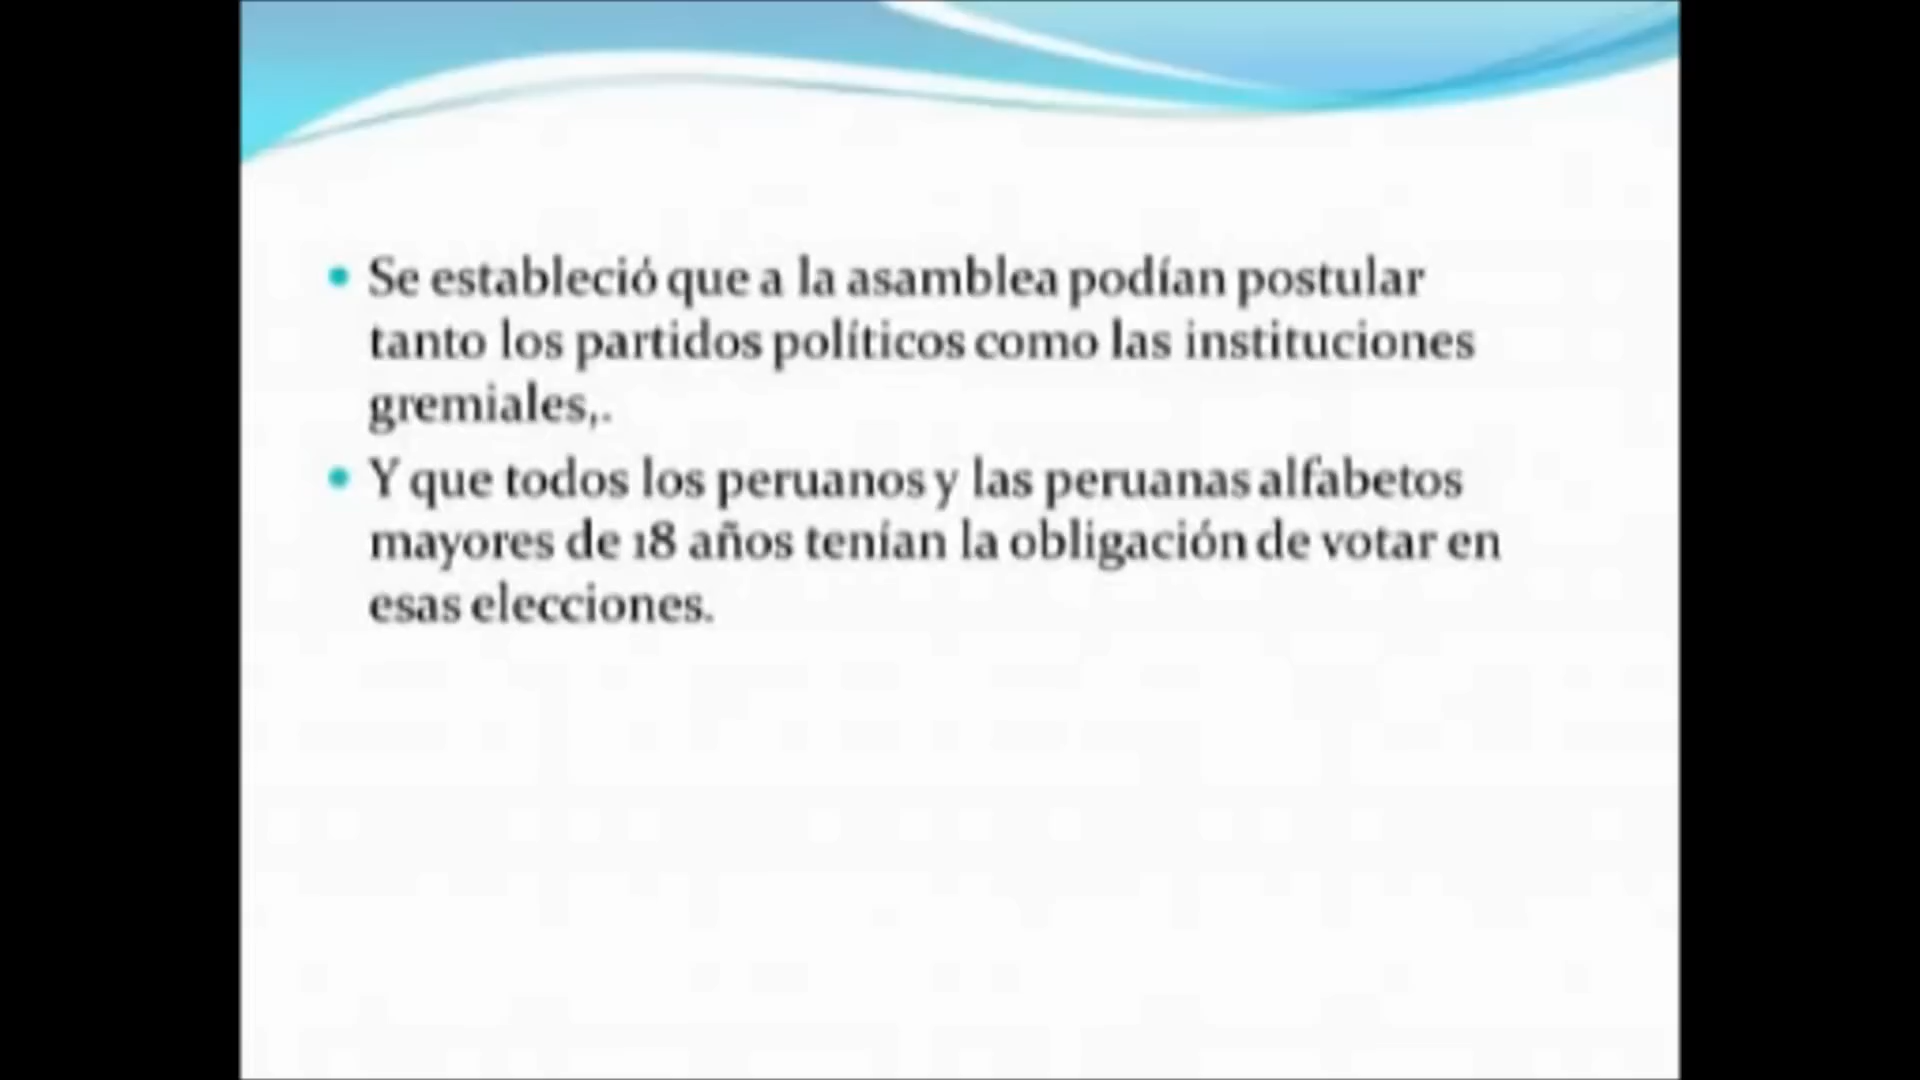 • Se estableció que a la asamblea podían postular
tanto los partidos políticos como las instituciones
gremiales,.
• Y que todos los peruanos y las peruanas alfabetos
mayores de 18 años tenían la obligación de votar en
esas elecciones.